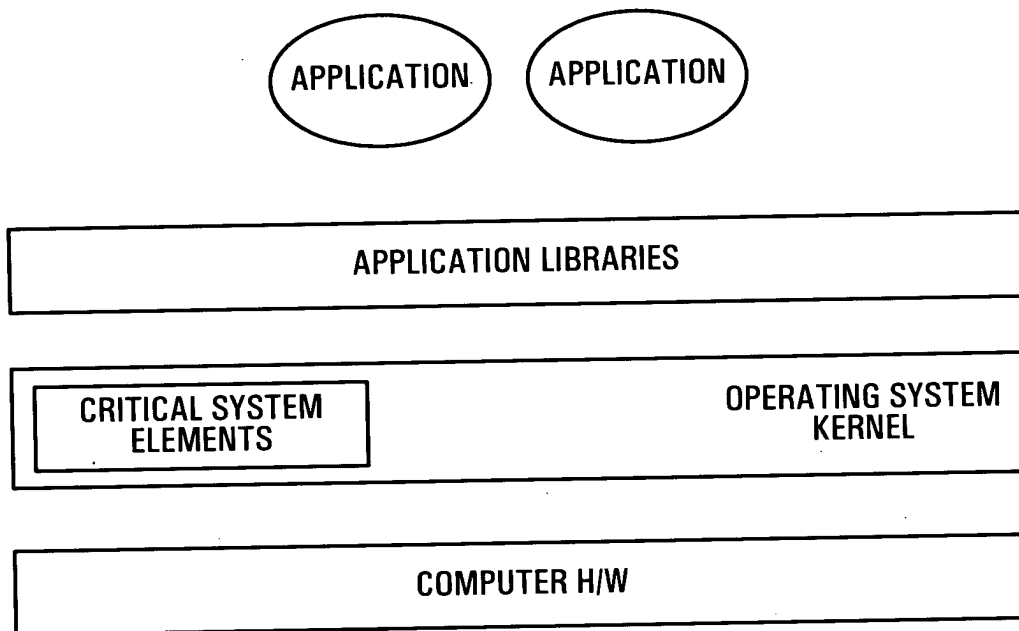 APPLICATION
APPLICATION
APPLICATION LIBRARIES
CRITICAL SYSTEM
ELEMENTS
OPERATING SYSTEM
KERNEL
COMPUTER H/W